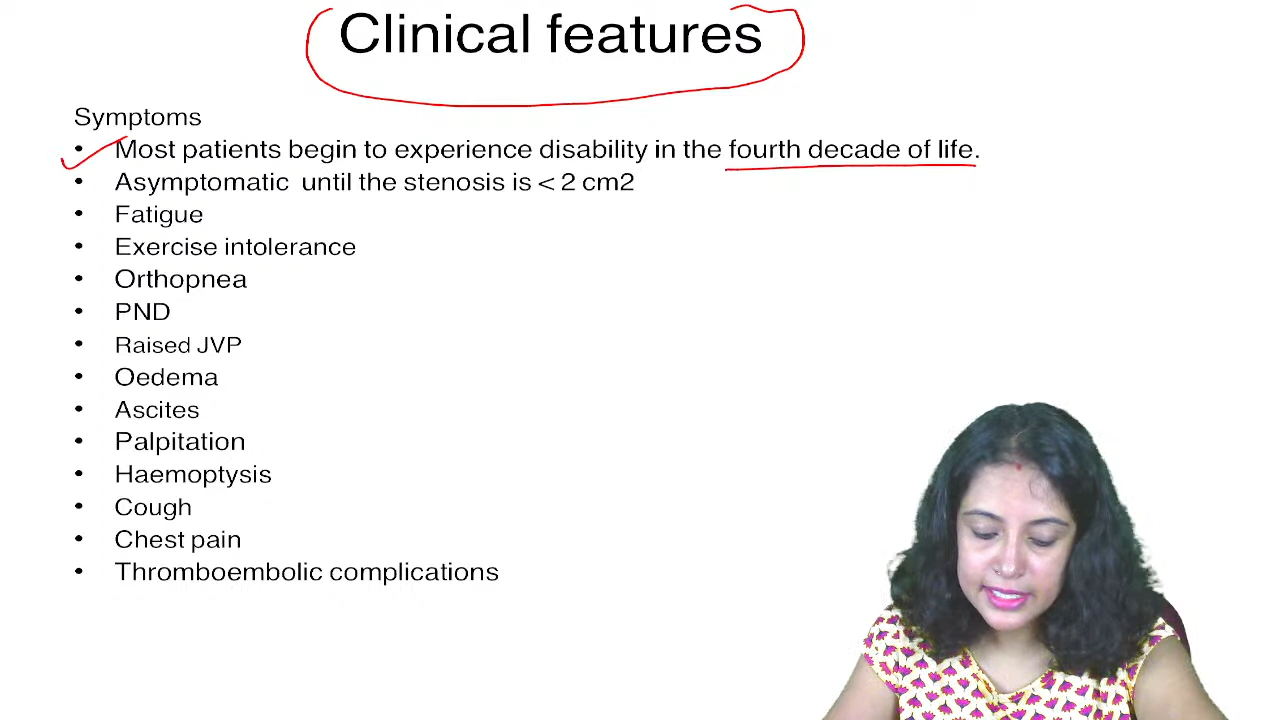 Clinical features
Symptoms
• Most patients begin to experience disability in the fourth decade of life.
• Asymptomatic until the stenosis is < 2 cm2
• Fatigue
• Exercise intolerance
• Orthopnea
• PND
• Raised JVP
• Oedema
• Ascites
• Palpitation
• Haemoptysis
• Cough
• Chest pain
• Thromboembolic complications